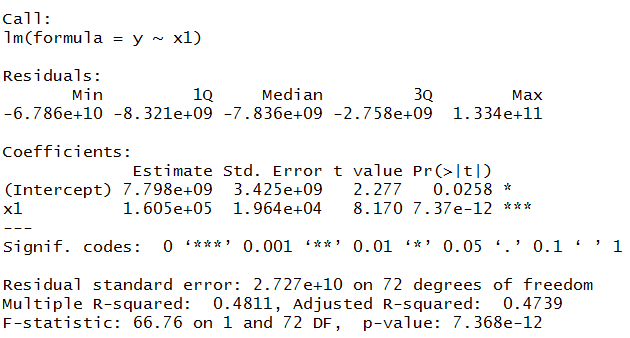 Call:
lm(formula = y ~ x1)
Residuals:
Min 1Q Median 3Q Max
-6.786e+10 -8.321e+09 -7.836e+09 -2.758e+09 1.334e+11
Coefficients:
Estimate Std. Error t value Pr(>|t|)
(Intercept) 7.798e+09 3.425e+09 2.277 0.0258 *
x1 1.605e+05 1.964e+04 8.170 7.37e-12 ***
---
Signif. codes: 0 ‘***’ 0.001 ‘**’ 0.01 ‘*’ 0.05 ‘.’ 0.1 ‘ ’ 1
Residual standard error: 2.727e+10 on 72 degrees of freedom
Multiple R-squared: 0.4811, Adjusted R-squared: 0.4739
F-statistic: 66.76 on 1 and 72 DF, p-value: 7.368e-12